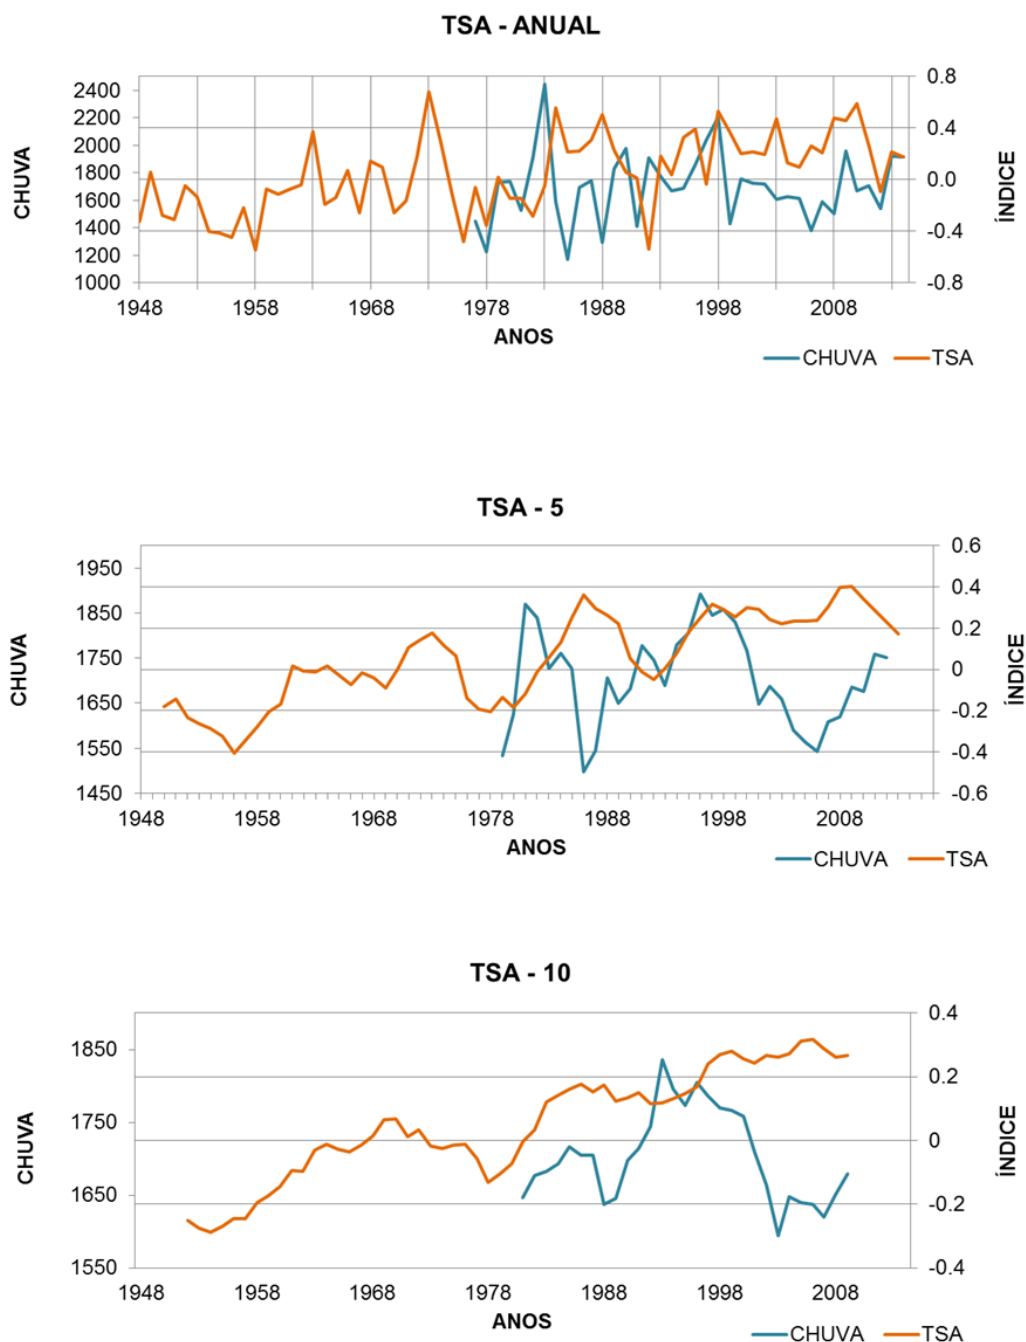 TSA - ANUAL
CHUVA
2400
2200
2000
1800
1600
1400
1200
1000
0.8
0.4
0.0
-0.4
-0.8
ÍNDICE
1948 1958 1968 1978 1988 1998 2008
ANOS
CHUVA TSA
TSA - 5
CHUVA
1950
1850
1750
1650
1550
1450
0.6
0.4
0.2
0
-0.2
-0.4
-0.6
ÍNDICE
1948 1958 1968 1978 1988 1998 2008
ANOS
CHUVA TSA
TSA - 10
CHUVA
1850
1750
1650
1550
0.4
0.2
0
-0.2
-0.4
ÍNDICE
1948 1958 1968 1978 1988 1998 2008
ANOS
CHUVA TSA